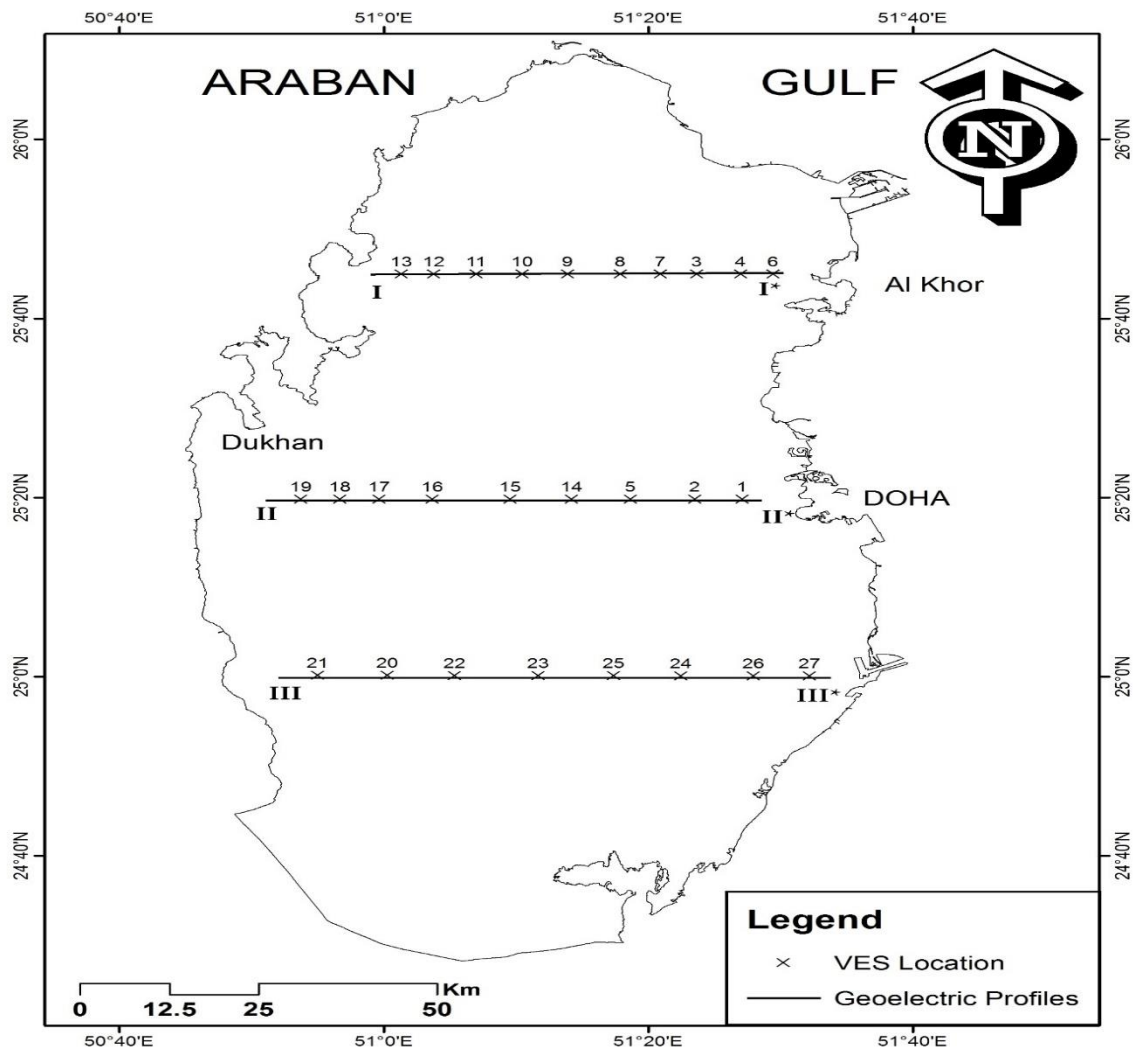 50°40'E 51°0'E 51°20'E 51°40'E
ARABAN GULF
N
26°0'N 26°0'N
13 12 11 10 9 8 7 3 4 6
I I*
Al Khor
25°40'N 25°40'N
Dukhan
19 18 17 16 15 14 5 2 1
25°20'N 25°20'N
DOHA
II II*
21 20 22 23 25 24 26 27
25°0'N 25°0'N
III III*
24°40'N 24°40'N
Legend
VES Location
Geoelectric Profiles
Km
0 12.5 25 50
50°40'E 51°0'E 51°20'E 51°40'E